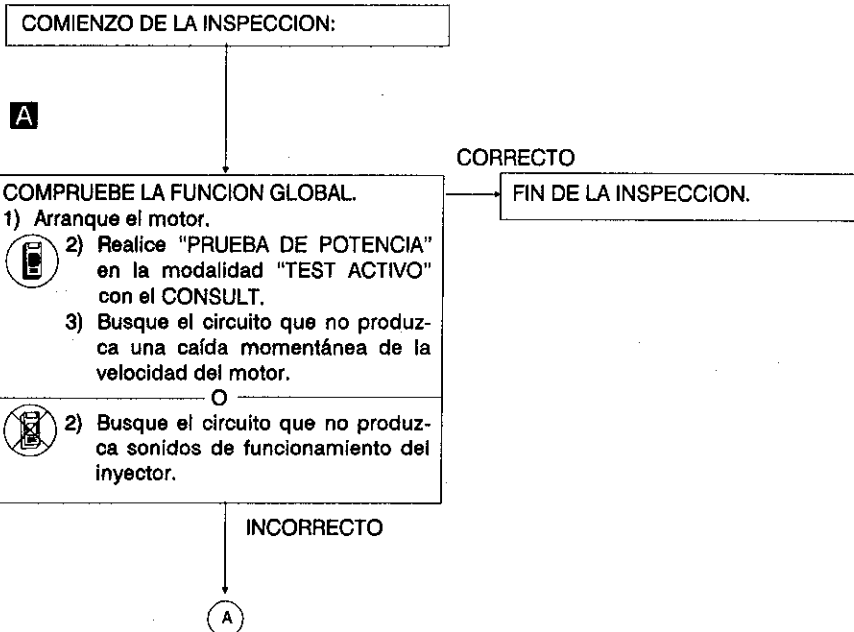 COMIENZO DE LA INSPECCION:
A
CORRECTO
COMPRUEBE LA FUNCION GLOBAL.
FIN DE LA INSPECCION.
1) Arranque el motor.
2) Realice "PRUEBA DE POTENCIA"
en la modalidad "TEST ACTIVO"
con el CONSULT.
3) Busque el circuito que no produz-
ca una caída momentánea de la
velocidad del motor.
O
2) Busque el circuito que no produz-
ca sonidos de funcionamiento del
inyector.
INCORRECTO
A